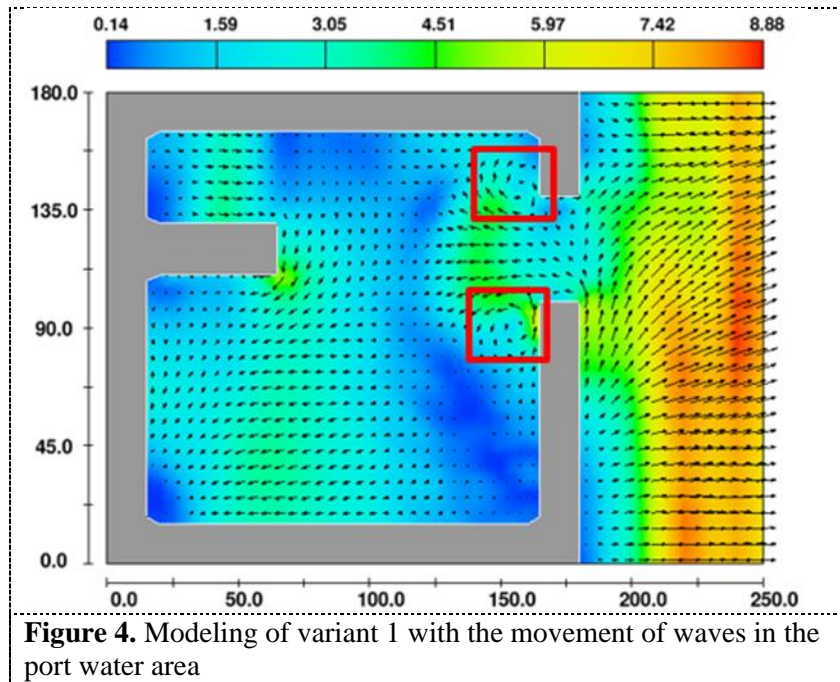 0.14 1.59 3.05 4.51 5.97 7.42 8.88
180.0
135.0
90.0
45.0
0.0
0.0 50.0 100.0 150.0 200.0 250.0
Figure 4. Modeling of variant 1 with the movement of waves in the
port water area